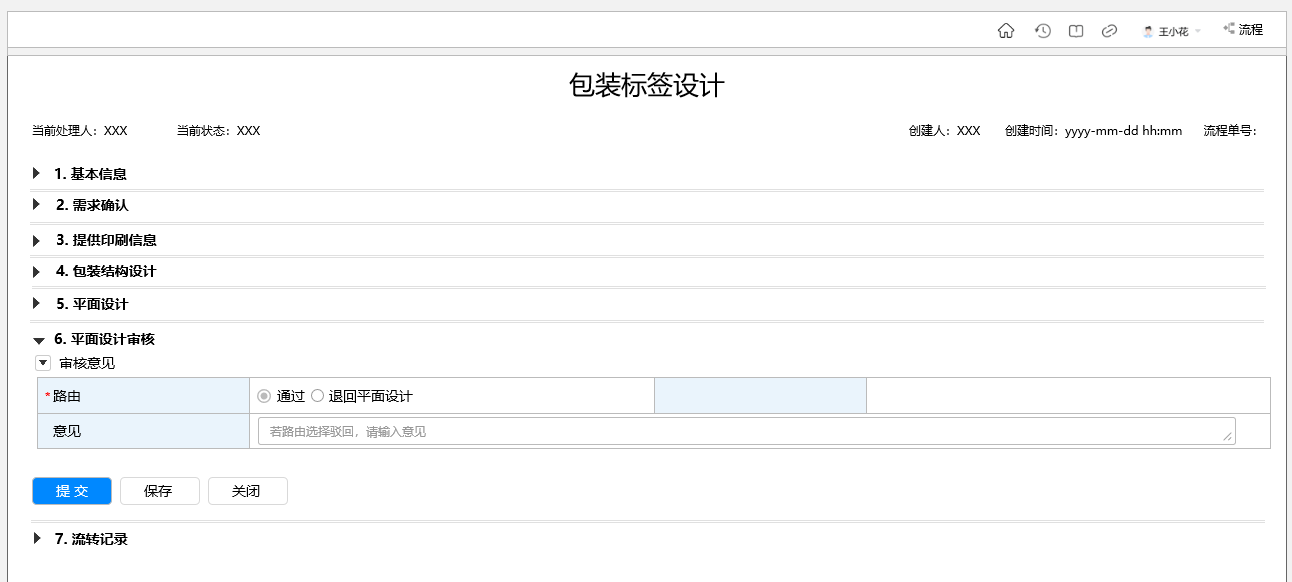 王小花 流程
包装标签设计
当前处理人：XXX 当前状态：XXX 创建人：XXX 创建时间：yyyy-mm-dd hh:mm 流程单号：
1. 基本信息
2. 需求确认
3. 提供印刷信息
4. 包装结构设计
5. 平面设计
6. 平面设计审核
审核意见
*路由 通过 退回平面设计
意见 若路由选择驳回，请输入意见
提 交 保存 关闭
7. 流转记录